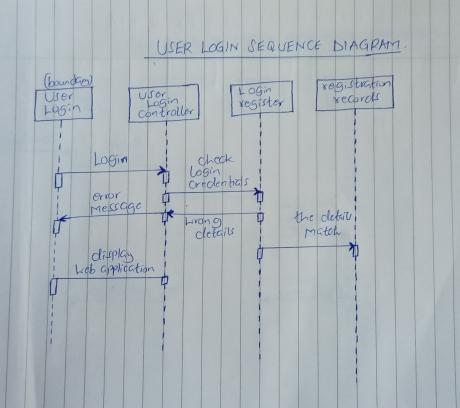 USER LOGIN SEQUENCE DIAGRAM.
(boundary)
User
Login
User
Login
controller
Login
register
registration
records
Login
check
Login
credentials
error
message
wrong
details
the details
match
display
web application